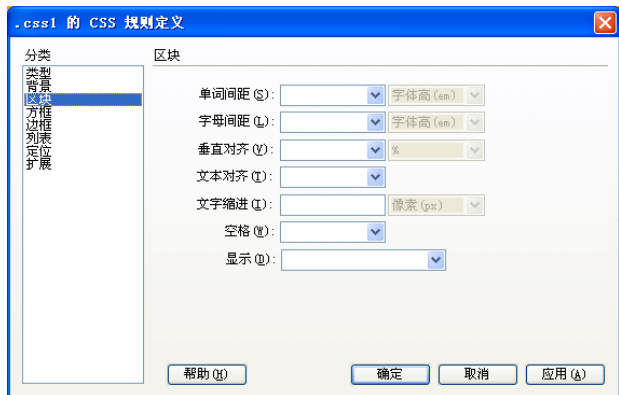 .css1 的 CSS 规则定义
分类
类型
背景
区块
方框
边框
列表
定位
扩展
区块
单词间距(S): 字体高(em)
字母间距(L): 字体高(em)
垂直对齐(V): %
文本对齐(T):
文字缩进(I): 像素(px)
空格(W):
显示(D):
帮助(H) 确定 取消 应用(A)